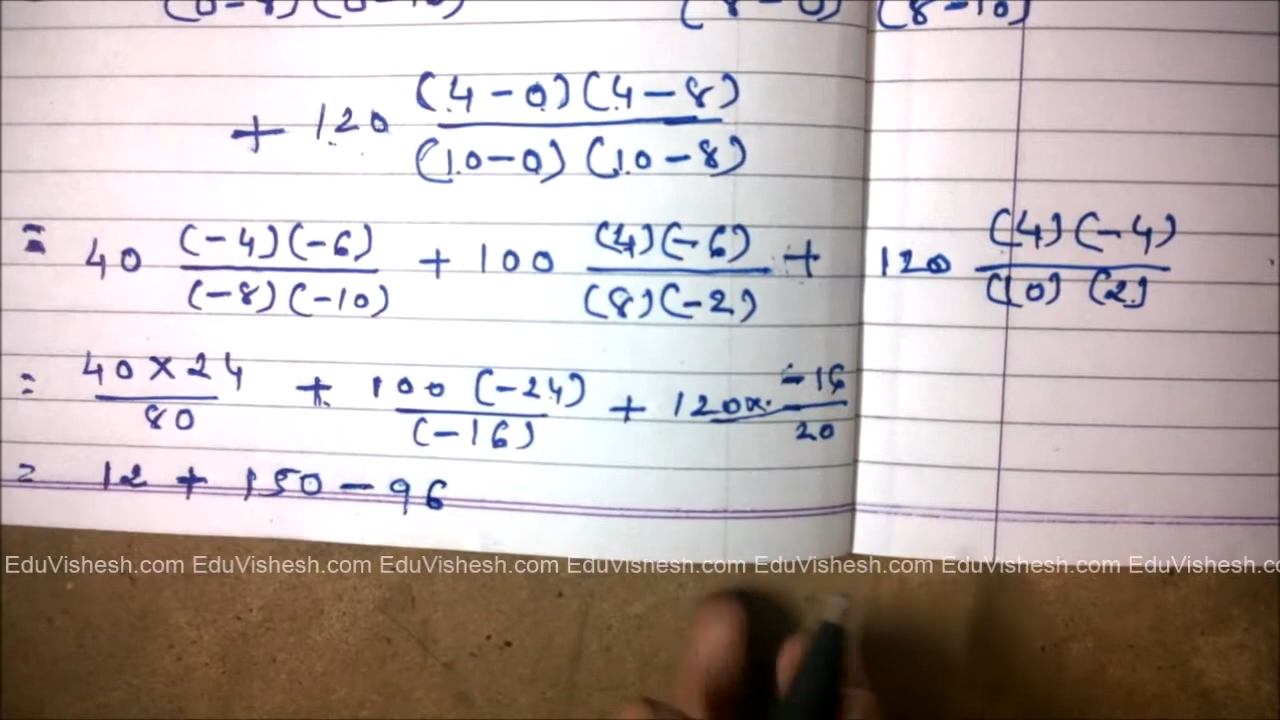 (8-10)
+ 120 (4-0)(4-8) / (10-0)(10-8)
= 40 (-4)(-6) / (-8)(-10) + 100 (4)(-6) / (8)(-2) + 120 (4)(-4) / (10)(2)
= 40×24 / 80 + 100(-24) / (-16) + 120× -16 / 20
= 12 + 150 - 96
EduVishesh.com EduVishesh.com EduVishesh.com EduVishesh.com EduVishesh.com EduVishesh.com EduVishesh.co